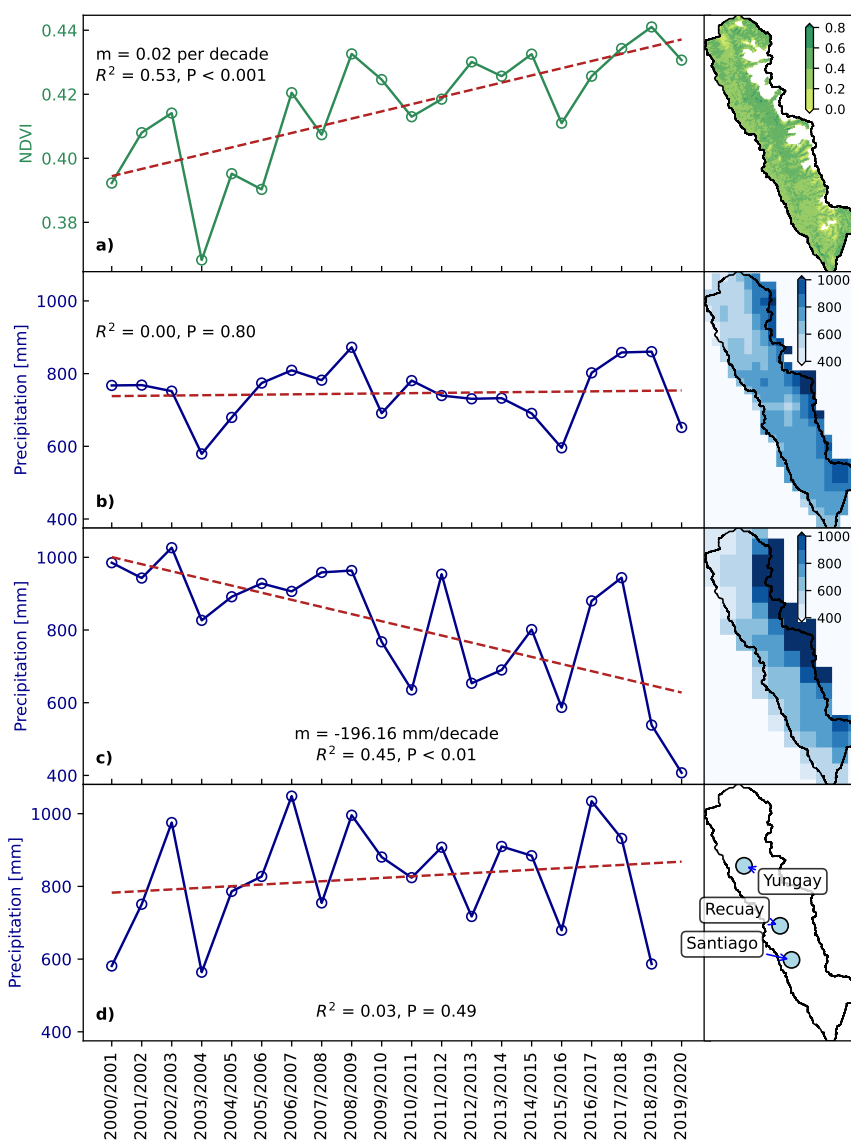 0.44
0.42
0.40
0.38
NDVI
m = 0.02 per decade
R² = 0.53, P < 0.001
a)
0.8
0.6
0.4
0.2
0.0
1000
800
600
400
Precipitation [mm]
R² = 0.00, P = 0.80
b)
1000
800
600
400
1000
800
600
400
Precipitation [mm]
m = -196.16 mm/decade
R² = 0.45, P < 0.01
c)
1000
800
600
400
1000
800
600
400
Precipitation [mm]
R² = 0.03, P = 0.49
d)
Yungay
Recuay
Santiago
2000/2001
2001/2002
2002/2003
2003/2004
2004/2005
2005/2006
2006/2007
2007/2008
2008/2009
2009/2010
2010/2011
2011/2012
2012/2013
2013/2014
2014/2015
2015/2016
2016/2017
2017/2018
2018/2019
2019/2020